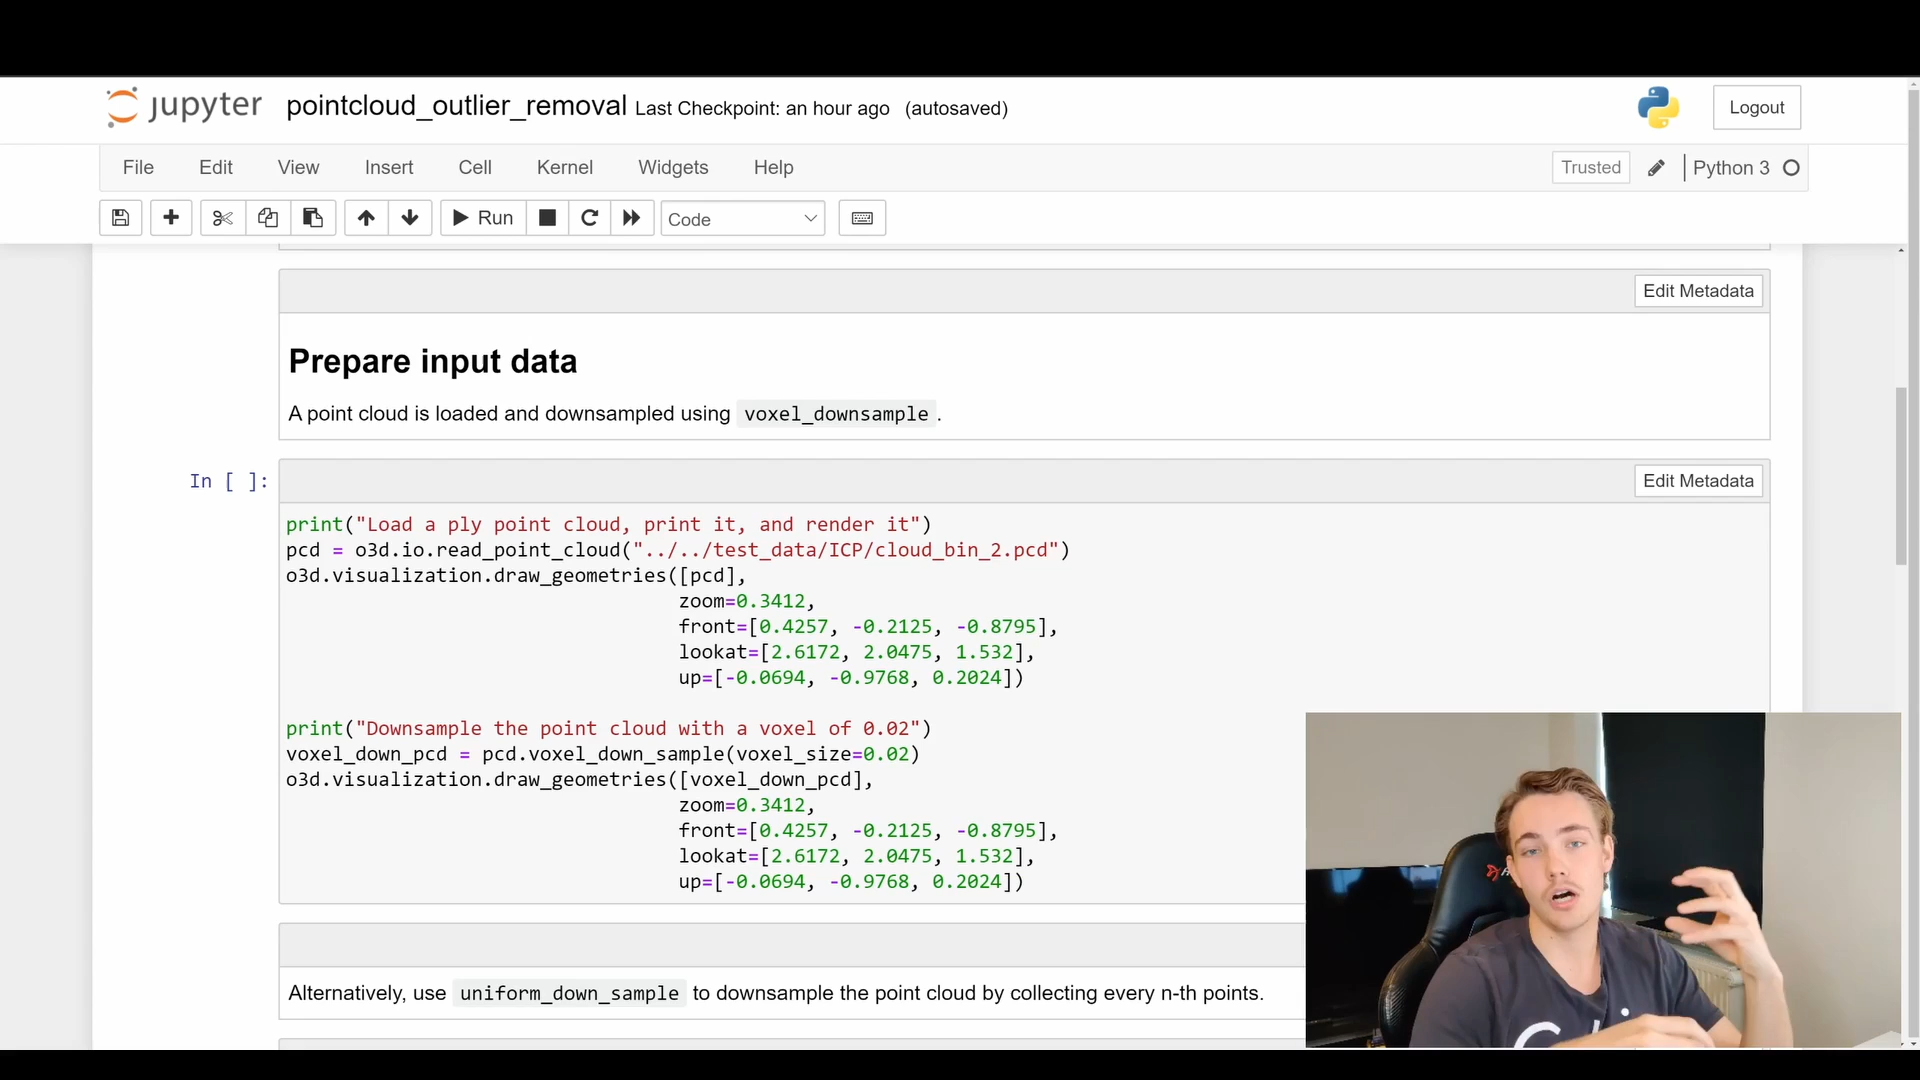 jupyter pointcloud_outlier_removal Last Checkpoint: an hour ago (autosaved) Logout
File Edit View Insert Cell Kernel Widgets Help Trusted Python 3
Run Code
Edit Metadata
Prepare input data
A point cloud is loaded and downsampled using voxel_downsample.
In [ ]: Edit Metadata
print("Load a ply point cloud, print it, and render it")
pcd = o3d.io.read_point_cloud("../../test_data/ICP/cloud_bin_2.pcd")
o3d.visualization.draw_geometries([pcd],
zoom=0.3412,
front=[0.4257, -0.2125, -0.8795],
lookat=[2.6172, 2.0475, 1.532],
up=[-0.0694, -0.9768, 0.2024])
print("Downsample the point cloud with a voxel of 0.02")
voxel_down_pcd = pcd.voxel_down_sample(voxel_size=0.02)
o3d.visualization.draw_geometries([voxel_down_pcd],
zoom=0.3412,
front=[0.4257, -0.2125, -0.8795],
lookat=[2.6172, 2.0475, 1.532],
up=[-0.0694, -0.9768, 0.2024])
Alternatively, use uniform_down_sample to downsample the point cloud by collecting every n-th points.